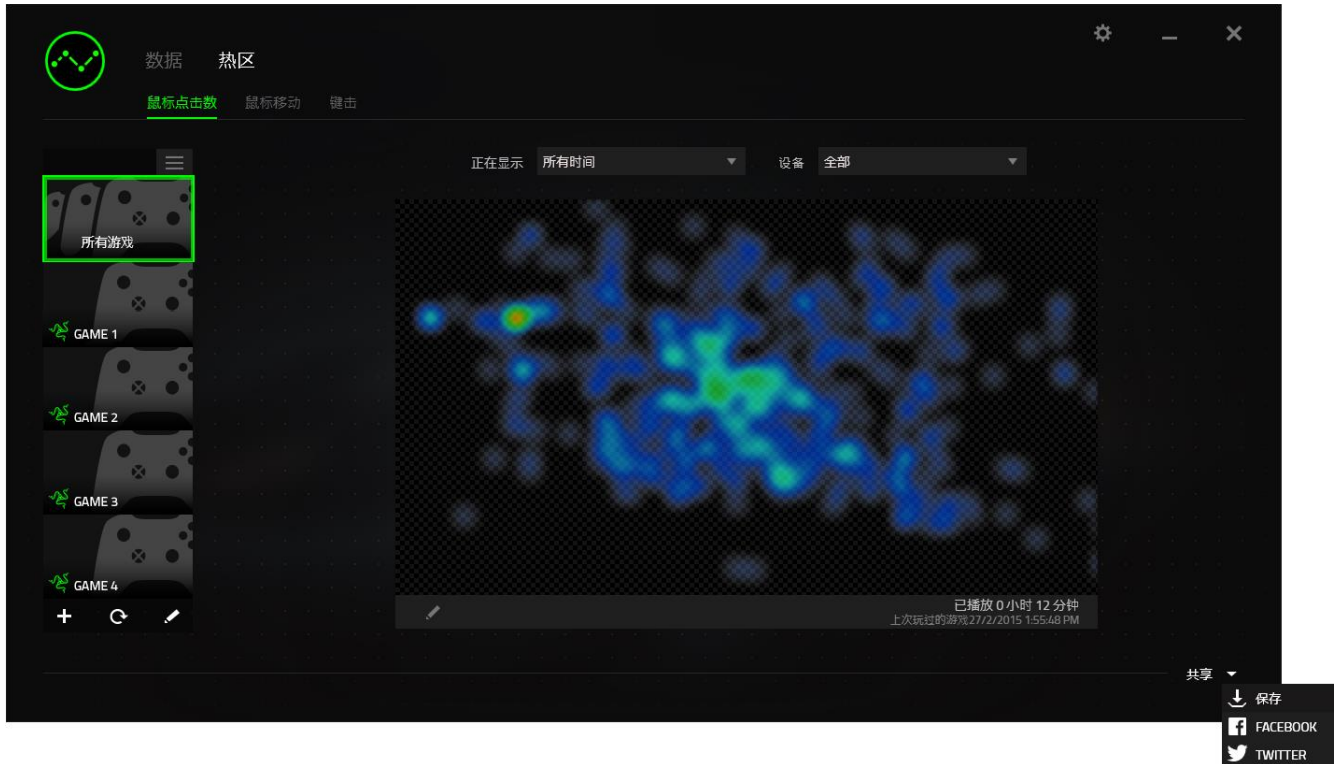 数据 热区
鼠标点击数 鼠标移动 键击
正在显示 所有时间 设备 全部
所有游戏
GAME 1
GAME 2
GAME 3
GAME 4
已播放 0 小时 12 分钟
上次玩过的游戏27/2/2015 1:55:48 PM
共享
保存
FACEBOOK
TWITTER